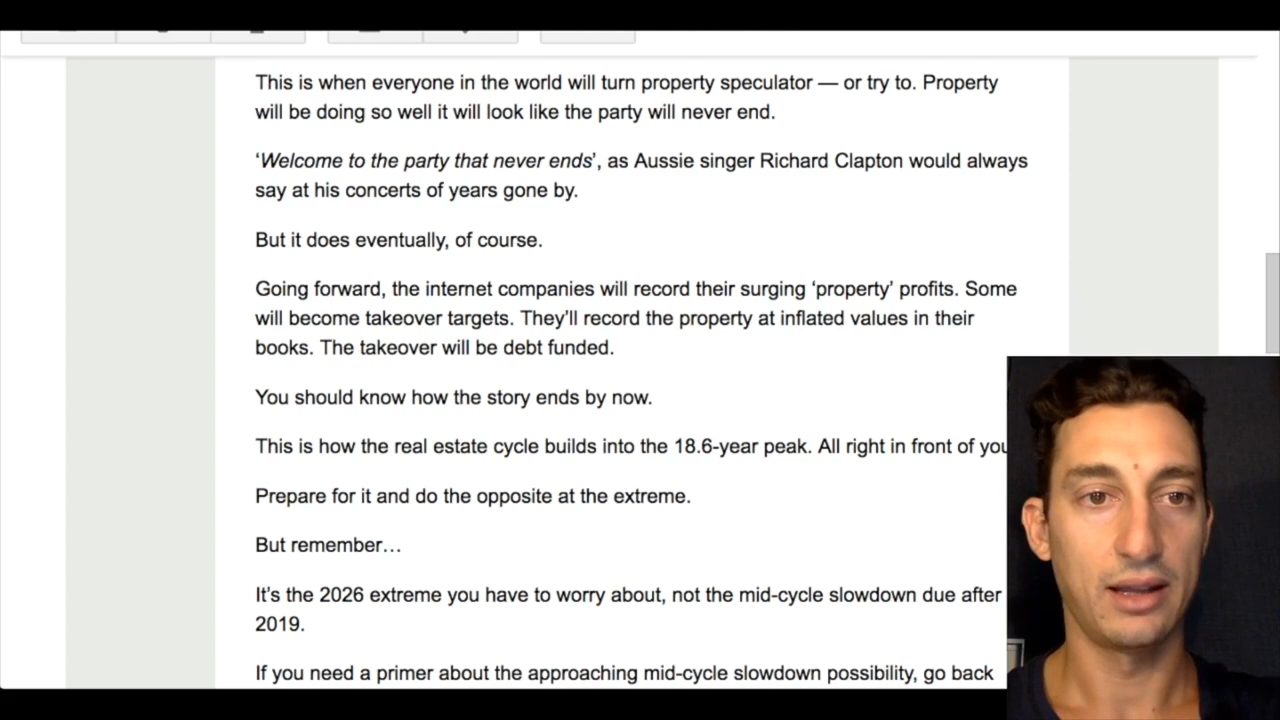 This is when everyone in the world will turn property speculator — or try to. Property
will be doing so well it will look like the party will never end.
‘Welcome to the party that never ends’, as Aussie singer Richard Clapton would always
say at his concerts of years gone by.
But it does eventually, of course.
Going forward, the internet companies will record their surging ‘property’ profits. Some
will become takeover targets. They’ll record the property at inflated values in their
books. The takeover will be debt funded.
You should know how the story ends by now.
This is how the real estate cycle builds into the 18.6-year peak. All right in front of you
Prepare for it and do the opposite at the extreme.
But remember…
It’s the 2026 extreme you have to worry about, not the mid-cycle slowdown due after
2019.
If you need a primer about the approaching mid-cycle slowdown possibility, go back